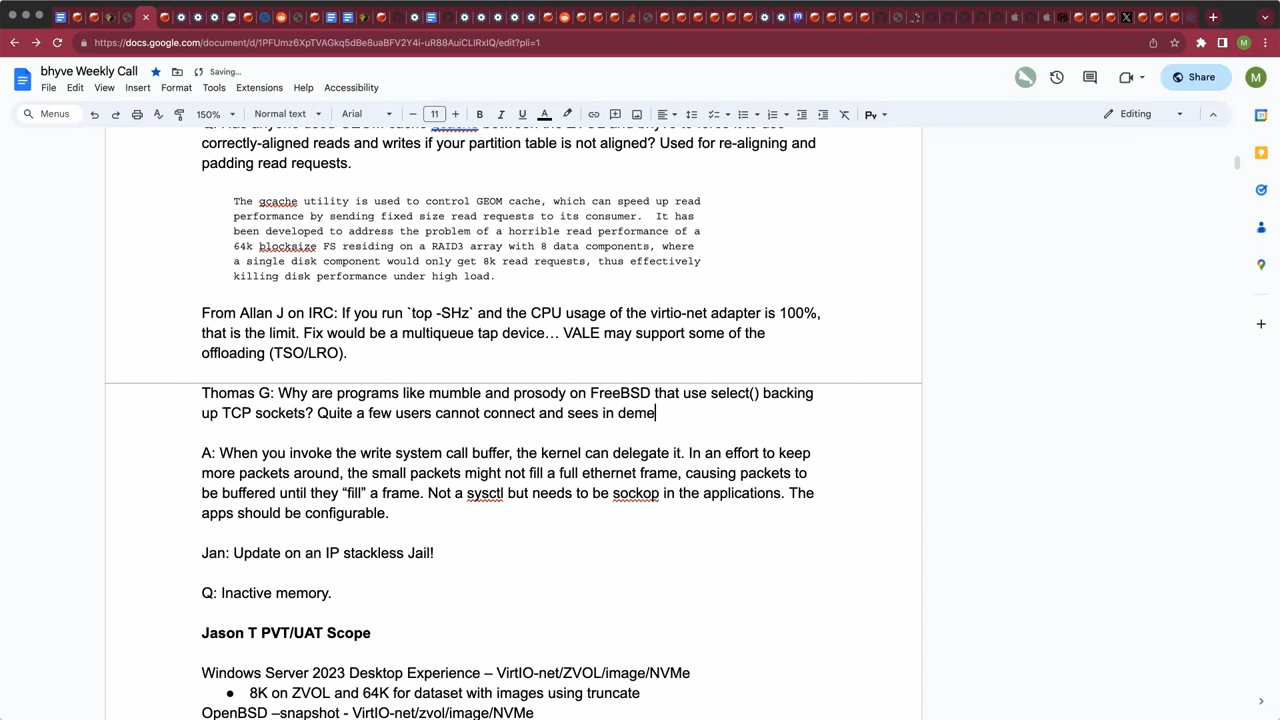 https://docs.google.com/document/d/1PFUmz6XpTVAGkq5dBe8uaBFV2Y4i-uR88AuiCLlRxIQ/edit?pli=1
M
bhyve Weekly Call
Saving...
File Edit View Insert Format Tools Extensions Help Accessibility
Share
M
Menus
150%
Normal text
Arial
11
B I U A
Editing
correctly-aligned reads and writes if your partition table is not aligned? Used for re-aligning and
padding read requests.
The gcache utility is used to control GEOM cache, which can speed up read
performance by sending fixed size read requests to its consumer. It has
been developed to address the problem of a horrible read performance of a
64k blocksize FS residing on a RAID3 array with 8 data components, where
a single disk component would only get 8k read requests, thus effectively
killing disk performance under high load.
From Allan J on IRC: If you run `top -SHz` and the CPU usage of the virtio-net adapter is 100%,
that is the limit. Fix would be a multiqueue tap device… VALE may support some of the
offloading (TSO/LRO).
Thomas G: Why are programs like mumble and prosody on FreeBSD that use select() backing
up TCP sockets? Quite a few users cannot connect and sees in deme
A: When you invoke the write system call buffer, the kernel can delegate it. In an effort to keep
more packets around, the small packets might not fill a full ethernet frame, causing packets to
be buffered until they “fill” a frame. Not a sysctl but needs to be sockop in the applications. The
apps should be configurable.
Jan: Update on an IP stackless Jail!
Q: Inactive memory.
Jason T PVT/UAT Scope
Windows Server 2023 Desktop Experience – VirtIO-net/ZVOL/image/NVMe
● 8K on ZVOL and 64K for dataset with images using truncate
OpenBSD –snapshot - VirtIO-net/zvol/image/NVMe